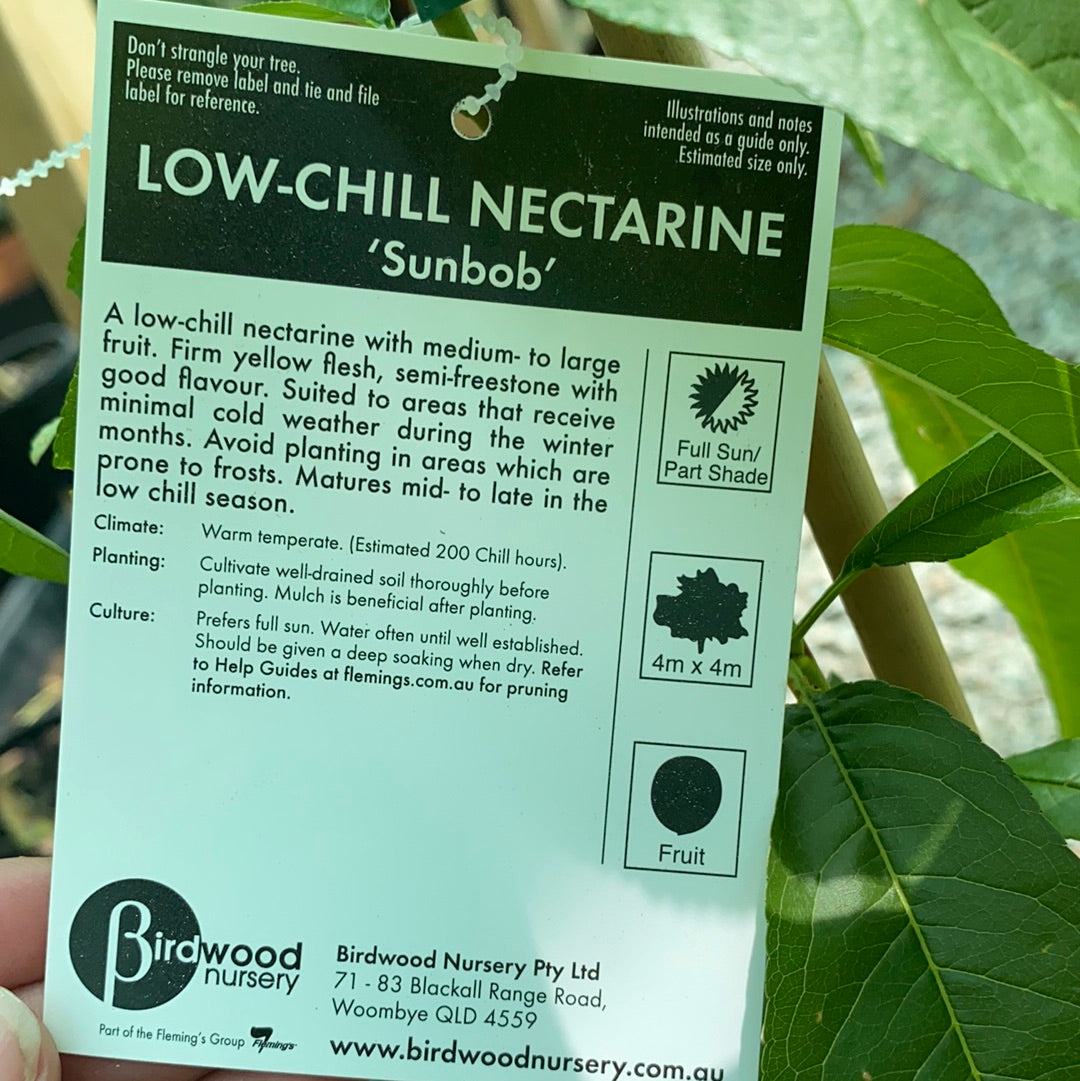 Don't strangle your tree.
Please remove label and tie and file
label for reference.
Illustrations and notes
intended as a guide only.
Estimated size only.
LOW-CHILL NECTARINE
‘Sunbob’
A low-chill nectarine with medium- to large
fruit. Firm yellow flesh, semi-freestone with
good flavour. Suited to areas that receive
minimal cold weather during the winter
months. Avoid planting in areas which are
prone to frosts. Matures mid- to late in the
low chill season.
Climate: Warm temperate. (Estimated 200 Chill hours).
Planting: Cultivate well-drained soil thoroughly before
planting. Mulch is beneficial after planting.
Culture: Prefers full sun. Water often until well established.
Should be given a deep soaking when dry. Refer
to Help Guides at flemings.com.au for pruning
information.
Full Sun/
Part Shade
4m x 4m
Fruit
Birdwood
nursery
Part of the Fleming's Group Fleming's
Birdwood Nursery Pty Ltd
71 - 83 Blackall Range Road,
Woombye QLD 4559
www.birdwoodnursery.com.au